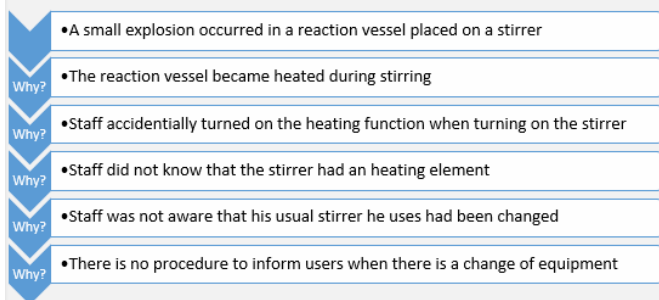 •A small explosion occurred in a reaction vessel placed on a stirrer
Why? •The reaction vessel became heated during stirring
Why? •Staff accidentially turned on the heating function when turning on the stirrer
Why? •Staff did not know that the stirrer had an heating element
Why? •Staff was not aware that his usual stirrer he uses had been changed
Why? •There is no procedure to inform users when there is a change of equipment